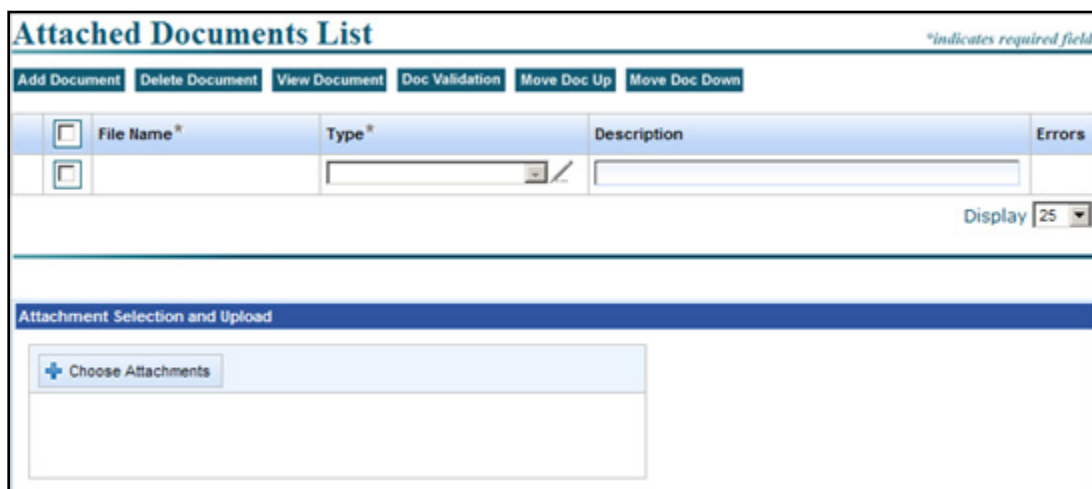 Attached Documents List
*indicates required field
Add Document Delete Document View Document Doc Validation Move Doc Up Move Doc Down
File Name* Type* Description Errors
Display 25
Attachment Selection and Upload
Choose Attachments